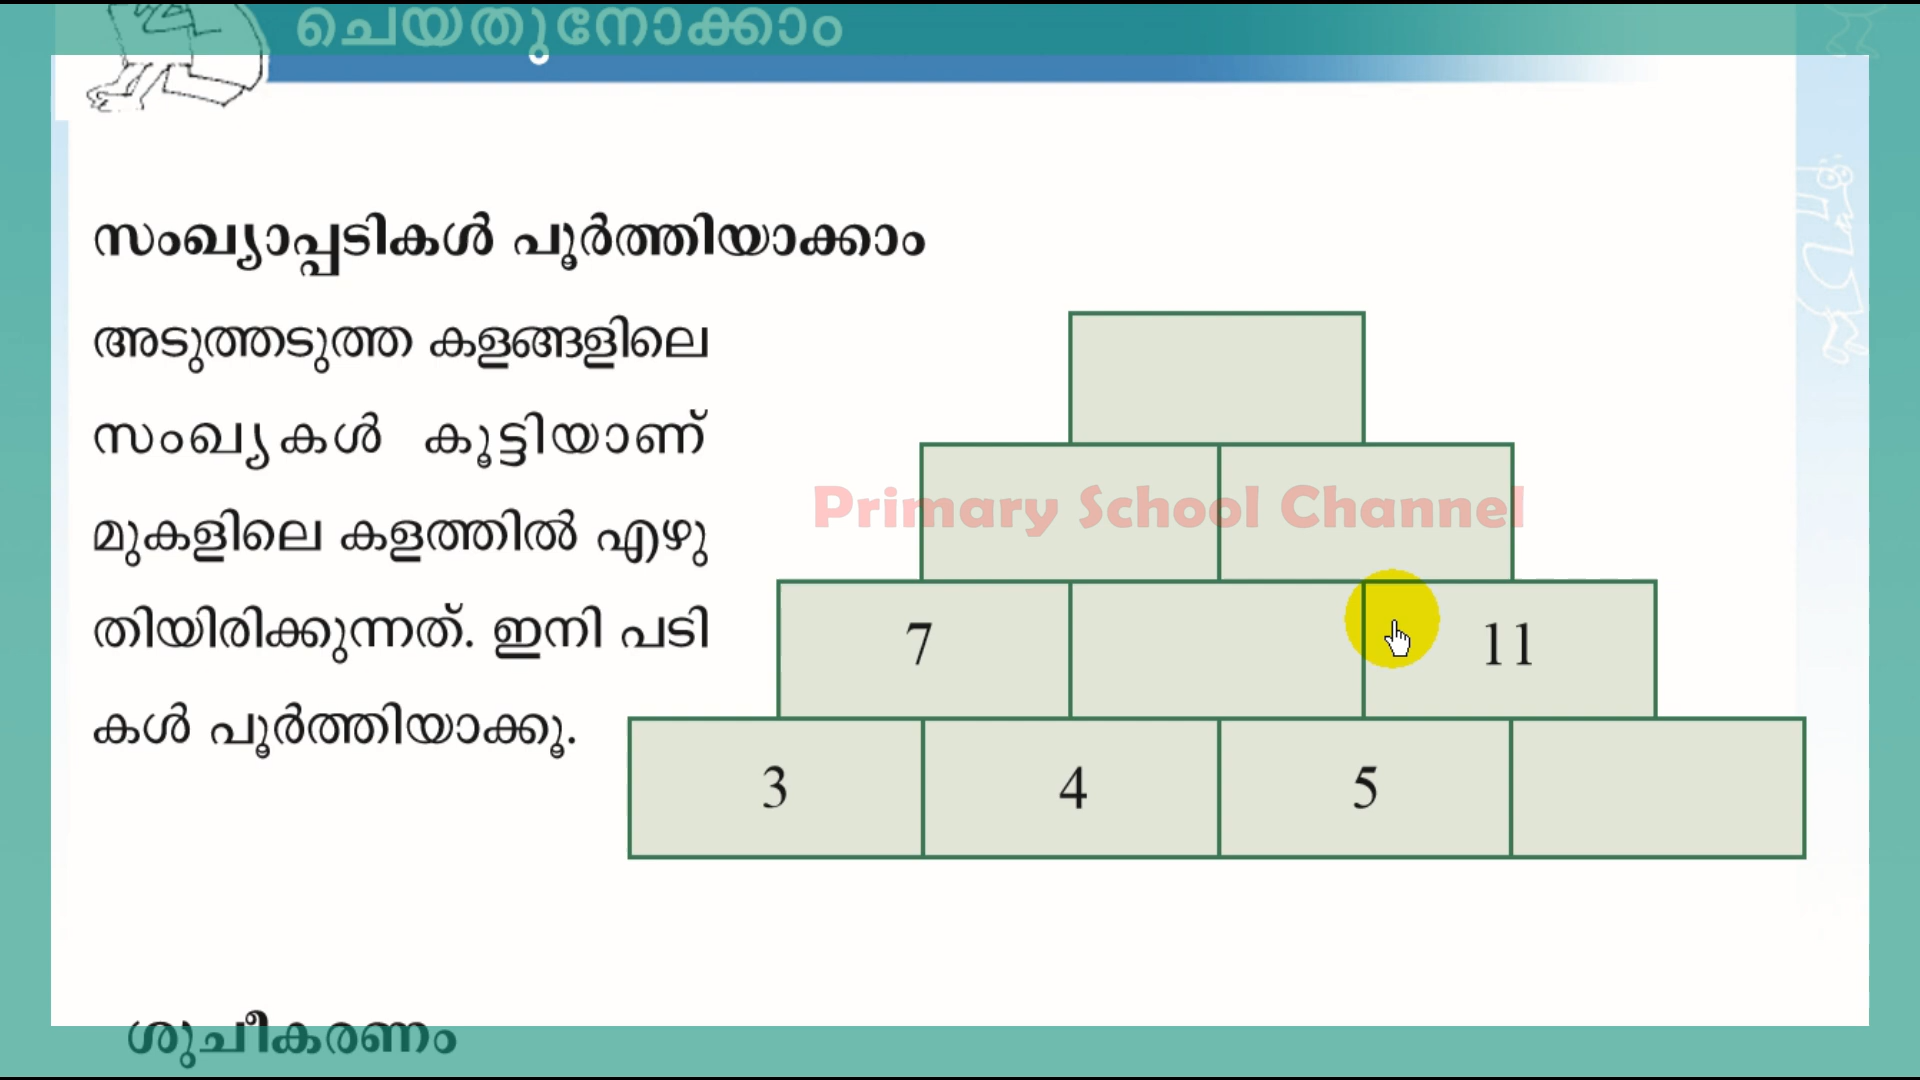 ചെയതുനോക്കാം
സംഖ്യാപ്പടികൾ പൂർത്തിയാക്കാം
അടുത്തടുത്ത കളങ്ങളിലെ
സംഖ്യകൾ കൂട്ടിയാണ്
മുകളിലെ കളത്തിൽ എഴു
തിയിരിക്കുന്നത്. ഇനി പടി
കൾ പൂർത്തിയാക്കൂ.
Primary School Channel
7 11
3 4 5
ശുചീകരണം